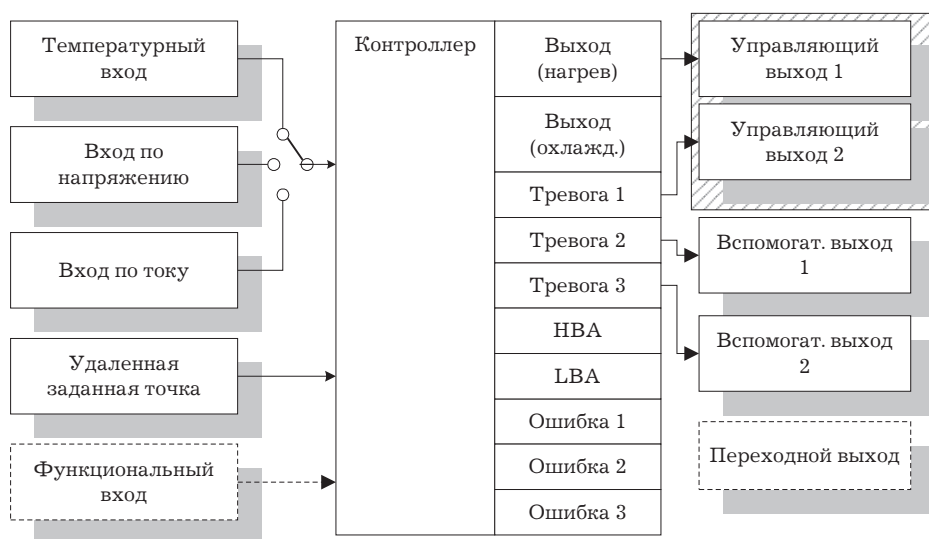 Температурный
вход
Вход по
напряжению
Вход по току
Удаленная
заданная точка
Функциональный
вход
Контроллер
Выход
(нагрев)
Выход
(охлажд.)
Тревога 1
Тревога 2
Тревога 3
HBA
LBA
Ошибка 1
Ошибка 2
Ошибка 3
Управляющий
выход 1
Управляющий
выход 2
Вспомогат. выход
1
Вспомогат. выход
2
Переходной выход